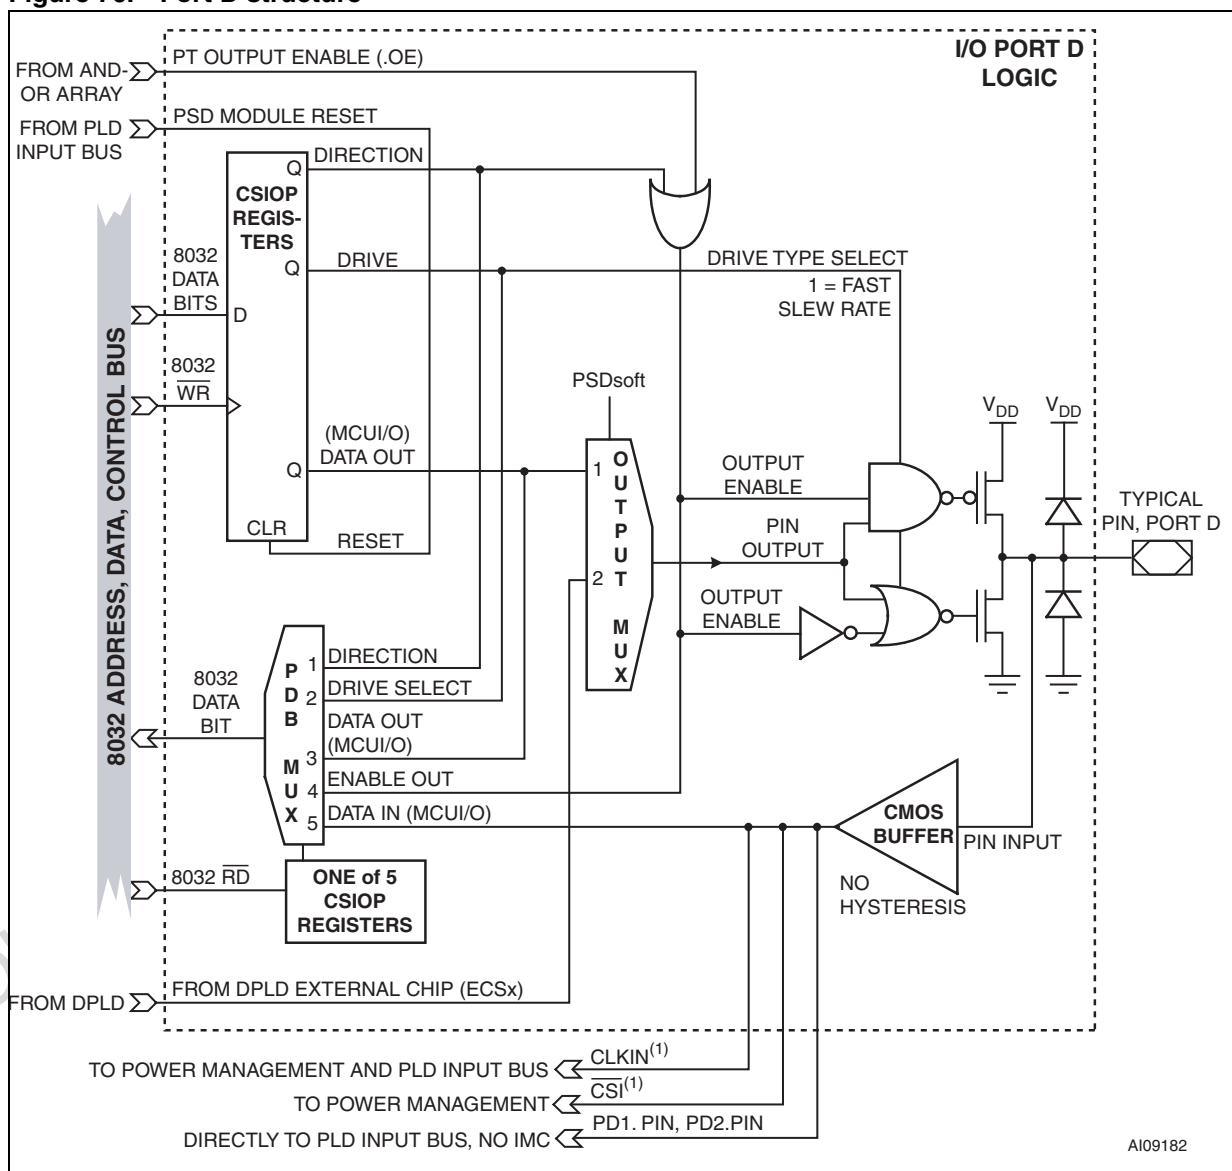 I/O PORT D
LOGIC
FROM AND-
OR ARRAY
PT OUTPUT ENABLE (.OE)
FROM PLD
INPUT BUS
PSD MODULE RESET
DIRECTION
Q
CSIOP
REGIS-
TERS
8032
DATA
BITS
D
Q
DRIVE
DRIVE TYPE SELECT
1 = FAST
SLEW RATE
8032
WR
PSDsoft
(MCUI/O)
DATA OUT
Q
CLR
RESET
1
2
OUTPUT
MUX
OUTPUT
ENABLE
PIN
OUTPUT
OUTPUT
ENABLE
VDD
VDD
TYPICAL
PIN, PORT D
8032 ADDRESS, DATA, CONTROL BUS
8032
DATA
BIT
PDB
MUX
1 DIRECTION
2 DRIVE SELECT
DATA OUT
3 (MCUI/O)
4 ENABLE OUT
5 DATA IN (MCUI/O)
CMOS
BUFFER
PIN INPUT
NO
HYSTERESIS
8032 RD
ONE of 5
CSIOP
REGISTERS
FROM DPLD
FROM DPLD EXTERNAL CHIP (ECSx)
TO POWER MANAGEMENT AND PLD INPUT BUS
CLKIN(1)
TO POWER MANAGEMENT
CSI(1)
DIRECTLY TO PLD INPUT BUS, NO IMC
PD1. PIN, PD2.PIN
AI09182